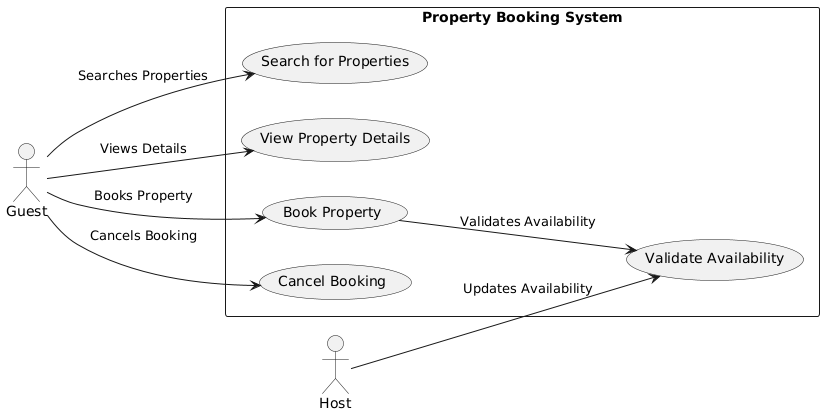 Property Booking System
Search for Properties
Searches Properties
View Property Details
Views Details
Books Property
Guest
Book Property
Validates Availability
Cancels Booking
Validate Availability
Cancel Booking
Updates Availability
Host